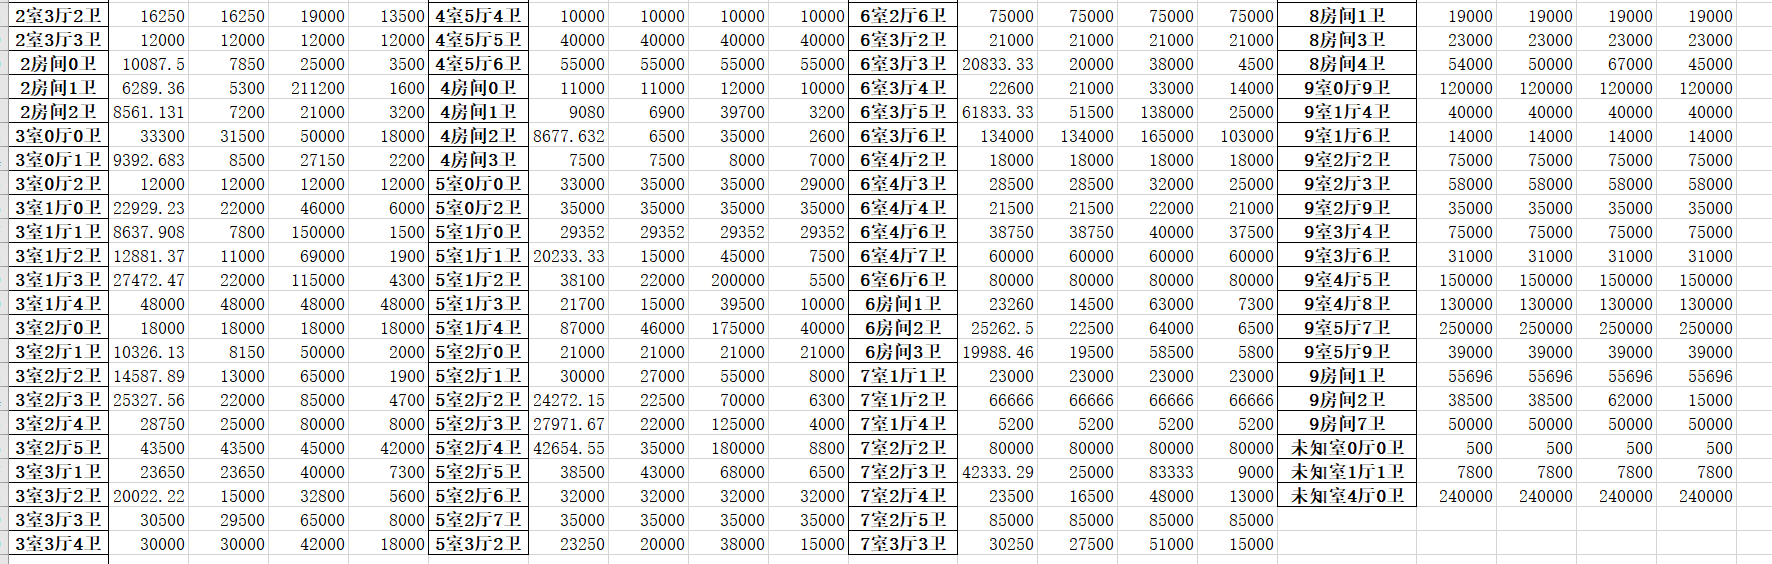 2室3厅2卫 16250 16250 19000 13500 4室5厅4卫 10000 10000 10000 10000 6室2厅6卫 75000 75000 75000 75000 8房间1卫 19000 19000 19000 19000
2室3厅3卫 12000 12000 12000 12000 4室5厅5卫 40000 40000 40000 40000 6室3厅2卫 21000 21000 21000 21000 8房间3卫 23000 23000 23000 23000
2房间0卫 10087.5 7850 25000 3500 4室5厅6卫 55000 55000 55000 55000 6室3厅3卫 20833.33 20000 38000 4500 8房间4卫 54000 50000 67000 45000
2房间1卫 6289.36 5300 211200 1600 4房间0卫 11000 11000 12000 10000 6室3厅4卫 22600 21000 33000 14000 9室0厅9卫 120000 120000 120000 120000
2房间2卫 8561.131 7200 21000 3200 4房间1卫 9080 6900 39700 3200 6室3厅5卫 61833.33 51500 138000 25000 9室1厅4卫 40000 40000 40000 40000
3室0厅0卫 33300 31500 50000 18000 4房间2卫 8677.632 6500 35000 2600 6室3厅6卫 134000 134000 165000 103000 9室1厅6卫 14000 14000 14000 14000
3室0厅1卫 9392.683 8500 27150 2200 4房间3卫 7500 7500 8000 7000 6室4厅2卫 18000 18000 18000 18000 9室2厅2卫 75000 75000 75000 75000
3室0厅2卫 12000 12000 12000 12000 5室0厅0卫 33000 35000 35000 29000 6室4厅3卫 28500 28500 32000 25000 9室2厅3卫 58000 58000 58000 58000
3室1厅0卫 22929.23 22000 46000 6000 5室0厅2卫 35000 35000 35000 35000 6室4厅4卫 21500 21500 22000 21000 9室2厅9卫 35000 35000 35000 35000
3室1厅1卫 8637.908 7800 150000 1500 5室1厅0卫 29352 29352 29352 29352 6室4厅6卫 38750 38750 40000 37500 9室3厅4卫 75000 75000 75000 75000
3室1厅2卫 12881.37 11000 69000 1900 5室1厅1卫 20233.33 15000 45000 7500 6室4厅7卫 60000 60000 60000 60000 9室3厅6卫 31000 31000 31000 31000
3室1厅3卫 27472.47 22000 115000 4300 5室1厅2卫 38100 22000 200000 5500 6室6厅6卫 80000 80000 80000 80000 9室4厅5卫 150000 150000 150000 150000
3室1厅4卫 48000 48000 48000 48000 5室1厅3卫 21700 15000 39500 10000 6房间1卫 23260 14500 63000 7300 9室4厅8卫 130000 130000 130000 130000
3室2厅0卫 18000 18000 18000 18000 5室1厅4卫 87000 46000 175000 40000 6房间2卫 25262.5 22500 64000 6500 9室5厅7卫 250000 250000 250000 250000
3室2厅1卫 10326.13 8150 50000 2000 5室2厅0卫 21000 21000 21000 21000 6房间3卫 19988.46 19500 58500 5800 9室5厅9卫 39000 39000 39000 39000
3室2厅2卫 14587.89 13000 65000 1900 5室2厅1卫 30000 27000 55000 8000 7室1厅1卫 23000 23000 23000 23000 9房间1卫 55696 55696 55696 55696
3室2厅3卫 25327.56 22000 85000 4700 5室2厅2卫 24272.15 22500 70000 6300 7室1厅2卫 66666 66666 66666 66666 9房间2卫 38500 38500 62000 15000
3室2厅4卫 28750 25000 80000 8000 5室2厅3卫 27971.67 22000 125000 4000 7室1厅4卫 5200 5200 5200 5200 9房间7卫 50000 50000 50000 50000
3室2厅5卫 43500 43500 45000 42000 5室2厅4卫 42654.55 35000 180000 8800 7室2厅2卫 80000 80000 80000 80000 未知室0厅0卫 500 500 500 500
3室3厅1卫 23650 23650 40000 7300 5室2厅5卫 38500 43000 68000 6500 7室2厅3卫 42333.29 25000 83333 9000 未知室1厅1卫 7800 7800 7800 7800
3室3厅2卫 20022.22 15000 32800 5600 5室2厅6卫 32000 32000 32000 32000 7室2厅4卫 23500 16500 48000 13000 未知室4厅0卫 240000 240000 240000 240000
3室3厅3卫 30500 29500 65000 8000 5室2厅7卫 35000 35000 35000 35000 7室2厅5卫 85000 85000 85000 85000
3室3厅4卫 30000 30000 42000 18000 5室3厅2卫 23250 20000 38000 15000 7室3厅3卫 30250 27500 51000 15000